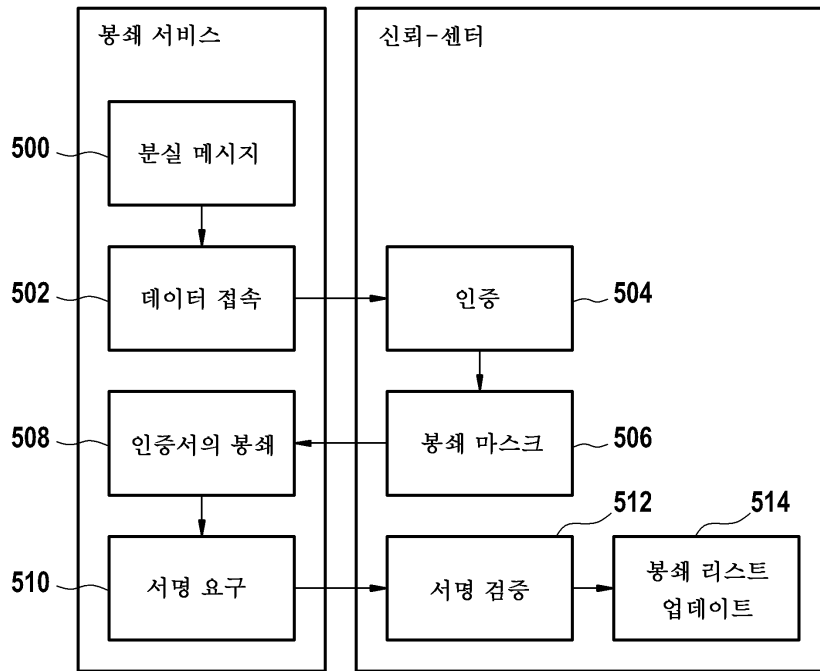 봉쇄 서비스
신뢰-센터
500
분실 메시지
502
데이터 접속
인증
504
508
인증서의 봉쇄
봉쇄 마스크
506
512
514
510
서명 요구
서명 검증
봉쇄 리스트
업데이트